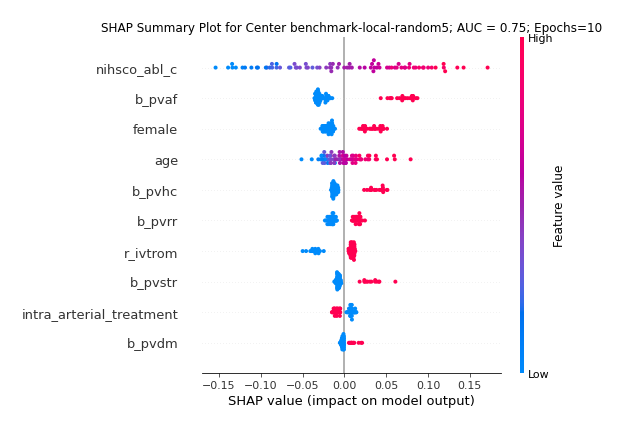 SHAP Summary Plot for Center benchmark-local-random5; AUC = 0.75; Epochs=10
High
nihsco_abl_c
b_pvaf
female
age
b_pvhc
b_pvrr
r_ivtrom
b_pvstr
intra_arterial_treatment
b_pvdm
Feature value
Low
−0.15 −0.10 −0.05 0.00 0.05 0.10 0.15
SHAP value (impact on model output)